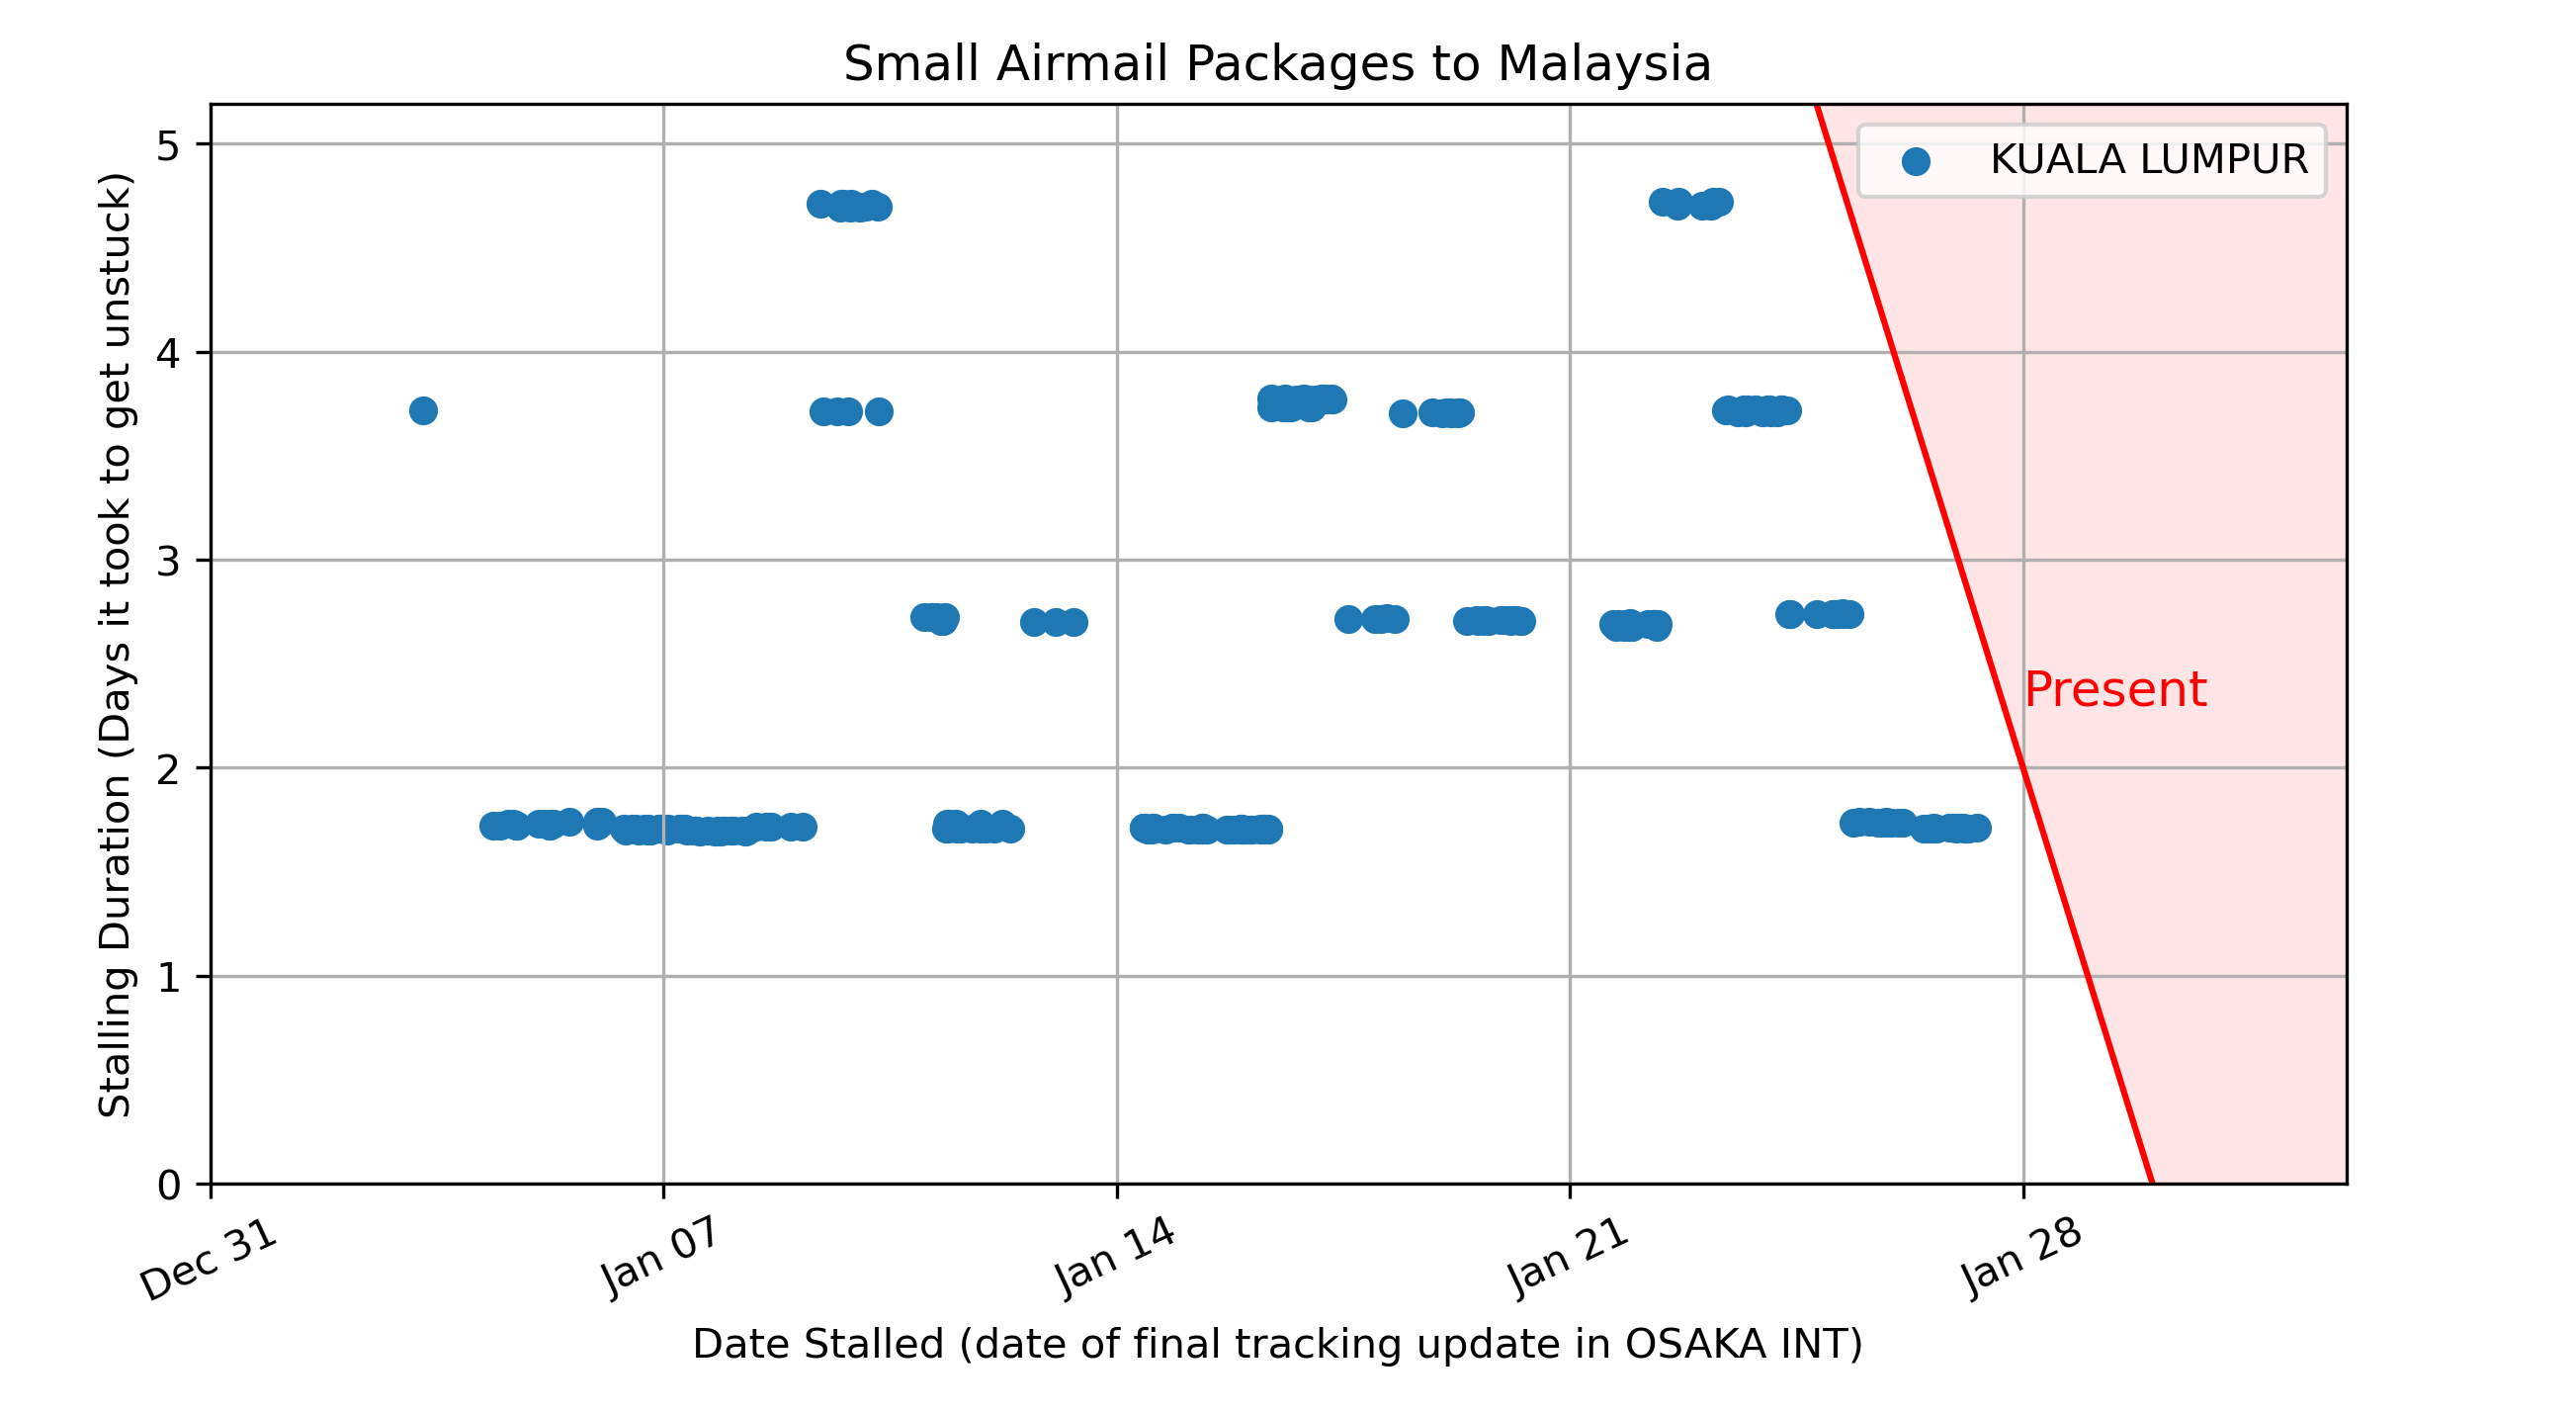 Small Airmail Packages to Malaysia
Stalling Duration (Days it took to get unstuck)
5
4
3
2
1
0
KUALA LUMPUR
Present
Dec 31
Jan 07
Jan 14
Jan 21
Jan 28
Date Stalled (date of final tracking update in OSAKA INT)